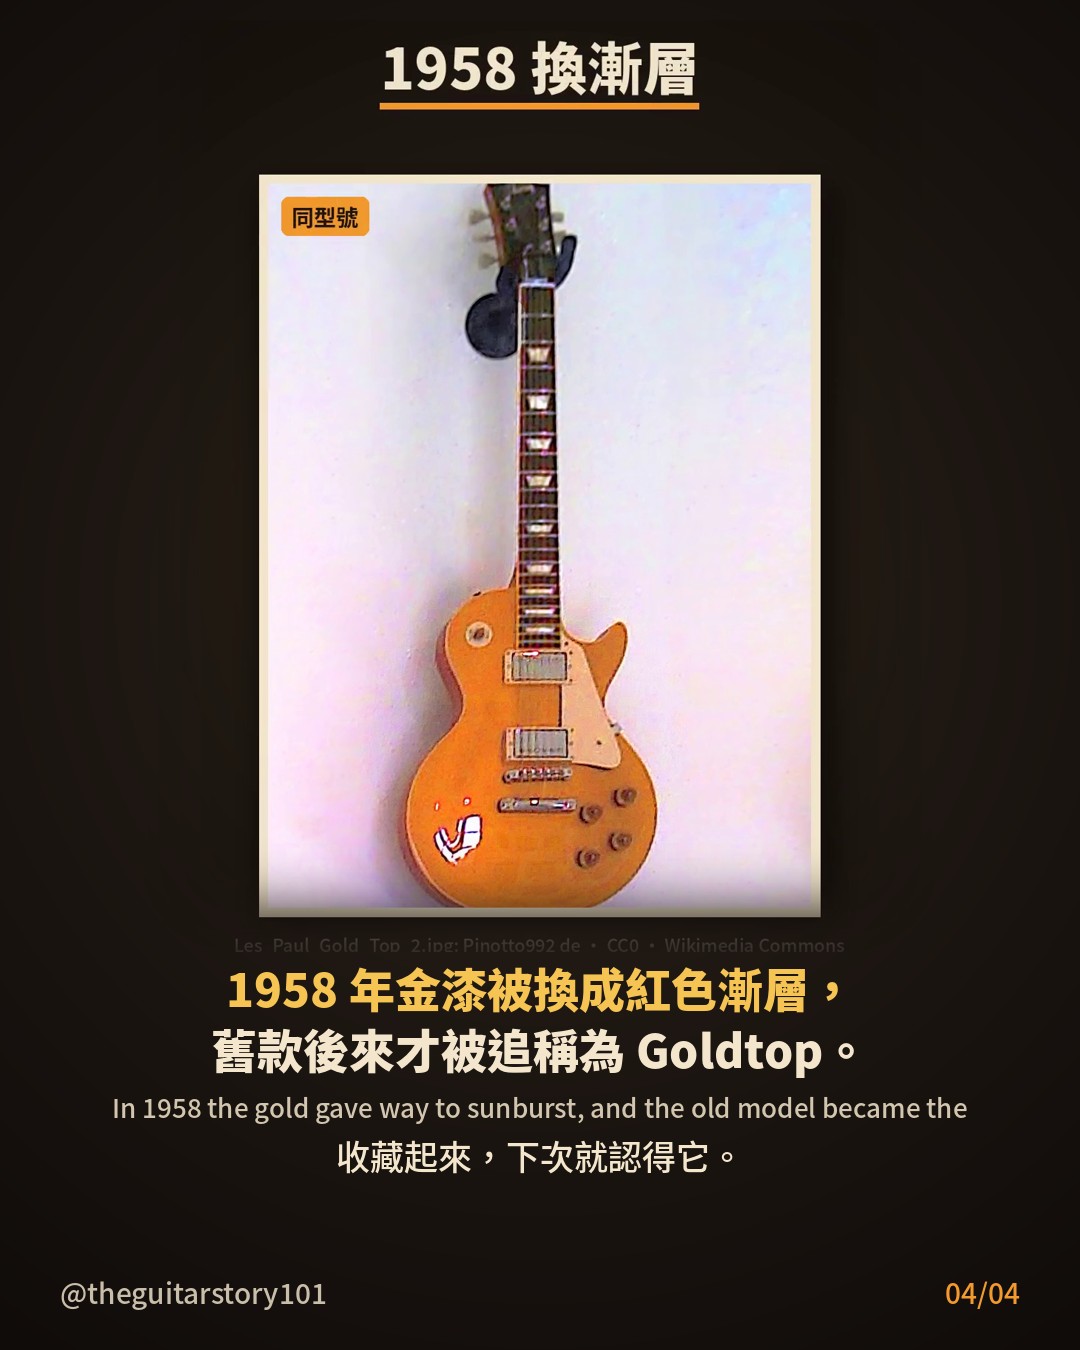 1958 換漸層
同型號
Les_Paul_Gold_Top_2.jpg: Pinotto992 de · CC0 · Wikimedia Commons
1958 年金漆被換成紅色漸層，
舊款後來才被追稱為 Goldtop。
In 1958 the gold gave way to sunburst, and the old model became the
收藏起來，下次就認得它。
@theguitarstory101
04/04